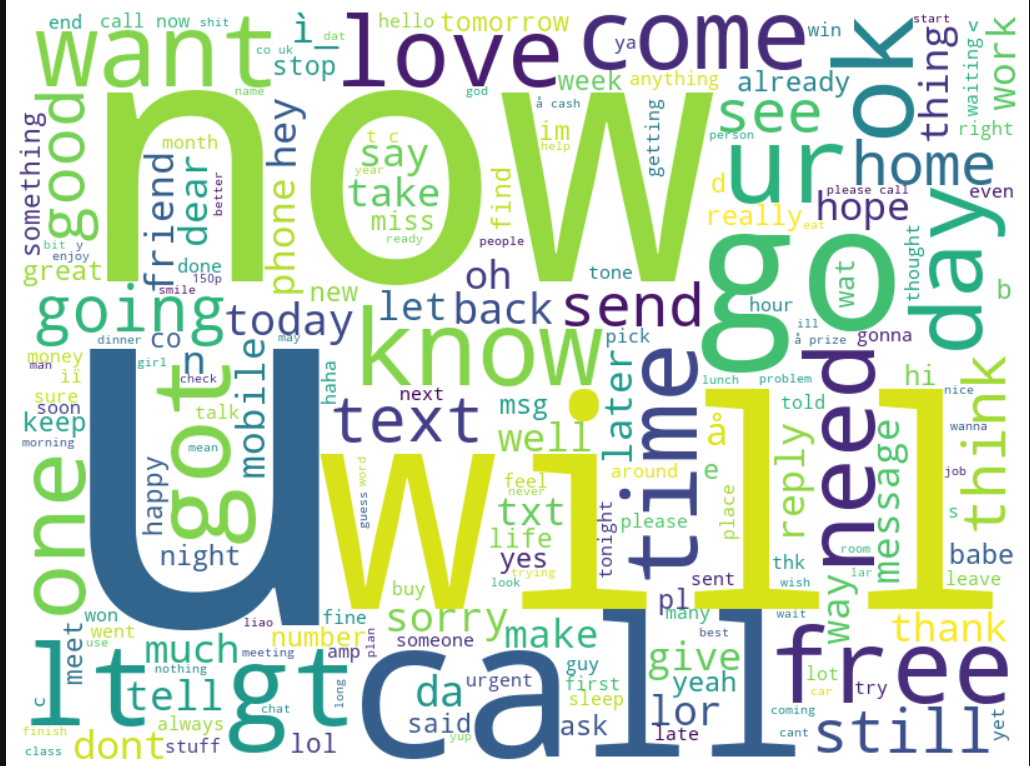 end
call now
shit
ì_
dat
hello
tomorrow
come
win
start
want
co uk
stop
love
ya
ok
thing
waiting <
work
name
god
week
anything
already
å cash
see
something
good
now
month
hey
t c
say
year
take
miss
ready
im
help
getting
person
right
friend
dear
better
phone
find
d
ur
home
please call
even
really
eat
hope
bit
y
enjoy
great
done
150p
smile
people
oh
tone
go
wat
thought
day
b
going
today
new
let
back
send
hour
ill
å prize
gonna
dinner
co
n
may
know
pick
money
man
iï
girl
check
mobile
haha
later
time
lunch
problem
need
hi
nice
think
sure
soon
keep
morning
got
talk
mean
text
next
msg
well
å
told
wanna
one
u
happy
night
guess
word
will
feel
never
txt
around
e
reply
message
job
life
yes
trying
look
tonight
please
place
s
thk
room
lar
babe
leave
sent
wish
buy
pl
many
wait
way
won
went
use
liao
fine
number
plan
sorry
someone
make
best
free
thank
meet
much
meeting
amp
call
guy
give
lot
car
try
c
lt
tell
nothing
gt
chat
long
da
urgent
first
sleep
yeah
lor
coming
still
yet
finish
class
dont
always
stuff
lol
said
yup
ask
late
cant